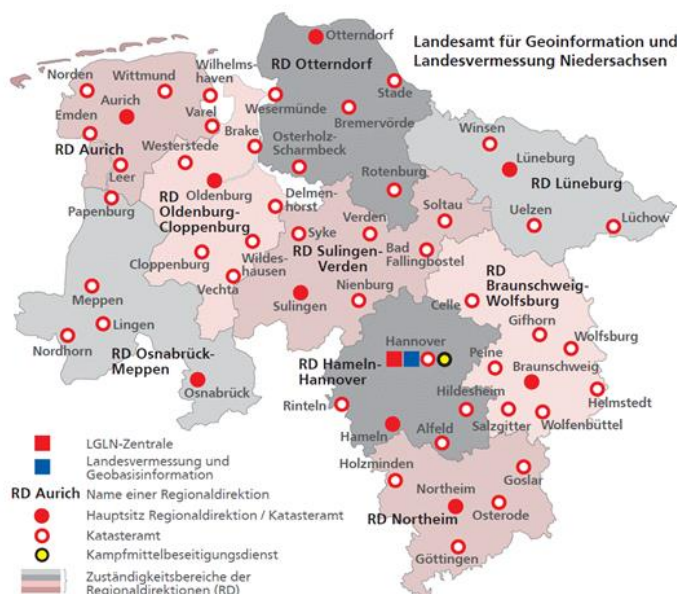 Landesamt für Geoinformation und
Landesvermessung Niedersachsen
Otterndorf
RD Otterndorf
Norden
Wittmund
Wilhelms-
haven
Aurich
Emden
Varel
RD Aurich
Leer
Westerstede
Brake
Wesermünde
Stade
Bremervörde
Osterholz-
Scharmbeck
Rotenburg
Winsen
Lüneburg
RD Lüneburg
Uelzen
Lüchow
Papenburg
Oldenburg
RD
Oldenburg-
Cloppenburg
Delmen-
horst
Cloppenburg
Wildes-
hausen
Vechta
Verden
Soltau
Syke
RD Sulingen-
Verden
Bad
Fallingbostel
Sulingen
Nienburg
Meppen
Lingen
Nordhorn
RD Osnabrück-
Meppen
Osnabrück
RD
Braunschweig-
Wolfsburg
Celle
Gifhorn
Wolfsburg
Peine
Braunschweig
Helmstedt
Salzgitter
Wolfenbüttel
Hannover
RD Hameln-
Hannover
Rinteln
Hildesheim
Hameln
Alfeld
Holzminden
Northeim
Goslar
RD Northeim
Osterode
Göttingen
LGLN-Zentrale
Landesvermessung und
Geobasisinformation
RD Aurich Name einer Regionaldirektion
Hauptsitz Regionaldirektion / Katasteramt
Katasteramt
Kampfmittelbeseitigungsdienst
Zuständigkeitsbereiche der
Regionaldirektionen (RD)